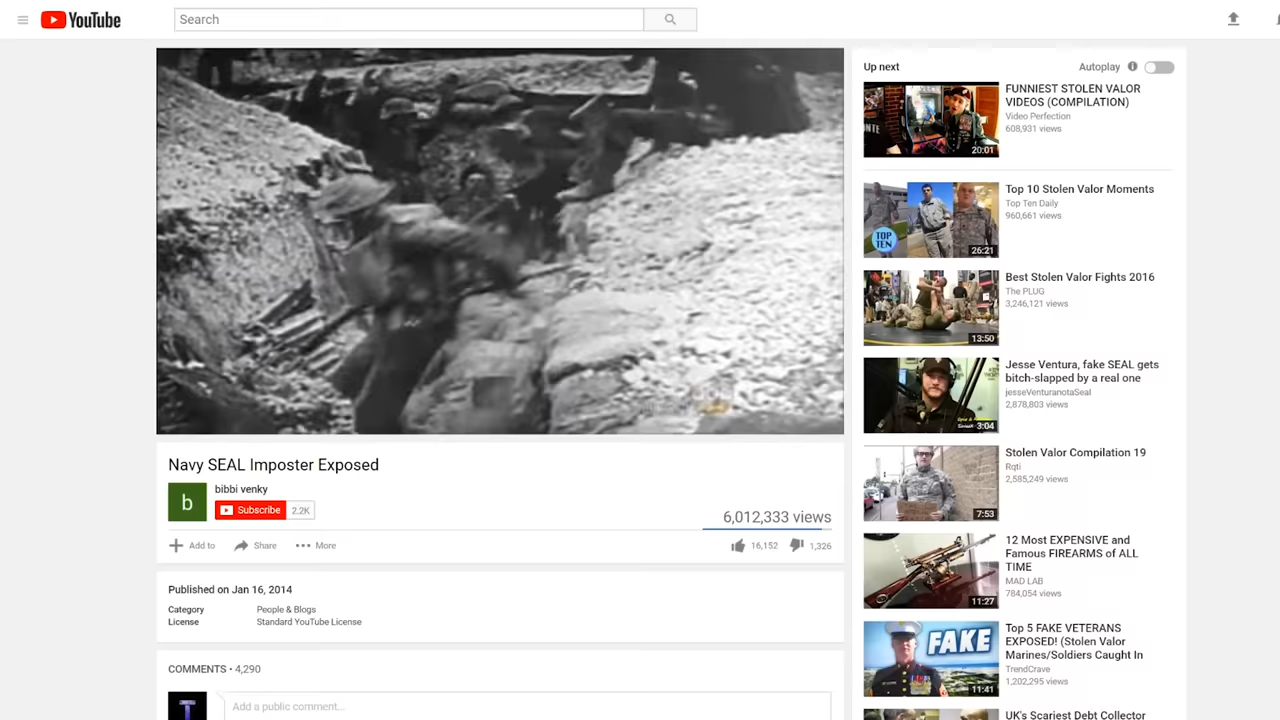 YouTube
Search
Up next
Autoplay
FUNNIEST STOLEN VALOR
VIDEOS (COMPILATION)
Video Perfection
608,931 views
20:01
Top 10 Stolen Valor Moments
Top Ten Daily
960,661 views
TOP
TEN
26:21
Best Stolen Valor Fights 2016
The PLUG
3,246,121 views
13:50
Jesse Ventura, fake SEAL gets
bitch-slapped by a real one
jesseVenturanotaSeal
2,878,803 views
3:04
Navy SEAL Imposter Exposed
b
bibbi venky
Subscribe 2.2K
6,012,333 views
Add to Share More
16,152 1,326
Published on Jan 16, 2014
Category People & Blogs
License Standard YouTube License
COMMENTS • 4,290
Add a public comment...
Stolen Valor Compilation 19
Rqti
2,585,249 views
7:53
12 Most EXPENSIVE and
Famous FIREARMS of ALL
TIME
MAD LAB
784,054 views
11:27
Top 5 FAKE VETERANS
EXPOSED! (Stolen Valor
Marines/Soldiers Caught In
TrendCrave
1,202,295 views
FAKE
11:41
UK's Scariest Debt Collector